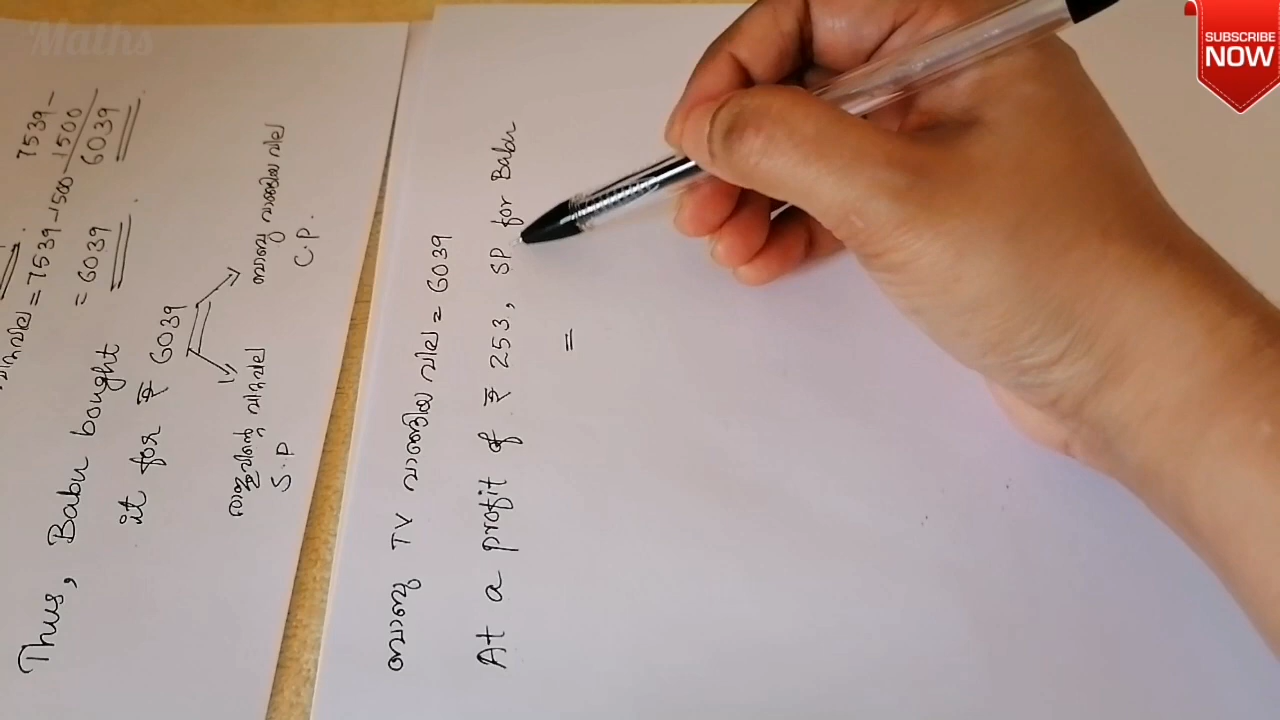 Maths
SUBSCRIBE
NOW
= 7539-1500
7539 -
1500
6039
= 6039
Thus, Babu bought
it for ₹ 6039
രാജുവിന്റെ വിറ്റവില
S.P
ബാബു വാങ്ങിയ വില
C.P.
ബാബു TV വാങ്ങിയ വില = 6039
At a profit of ₹ 253, SP for Babu
=